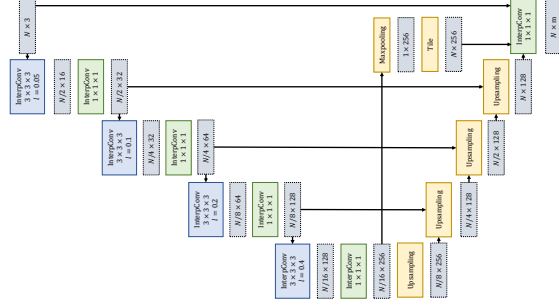 N × 3
InterpConv
3 × 3 × 3
l = 0.05
N/2 × 16
InterpConv
1 × 1 × 1
N/2 × 32
InterpConv
3 × 3 × 3
l = 0.1
N/4 × 32
InterpConv
1 × 1 × 1
N/4 × 64
InterpConv
3 × 3 × 3
l = 0.2
N/8 × 64
InterpConv
1 × 1 × 1
N/8 × 128
InterpConv
3 × 3 × 3
l = 0.4
N/16 × 128
InterpConv
1 × 1 × 1
N/16 × 256
Maxpooling
1 × 256
Tile
N × 256
Upsampling
N/8 × 256
Upsampling
N/4 × 128
Upsampling
N/2 × 128
Upsampling
N × 128
InterpConv
1 × 1 × 1
N × m